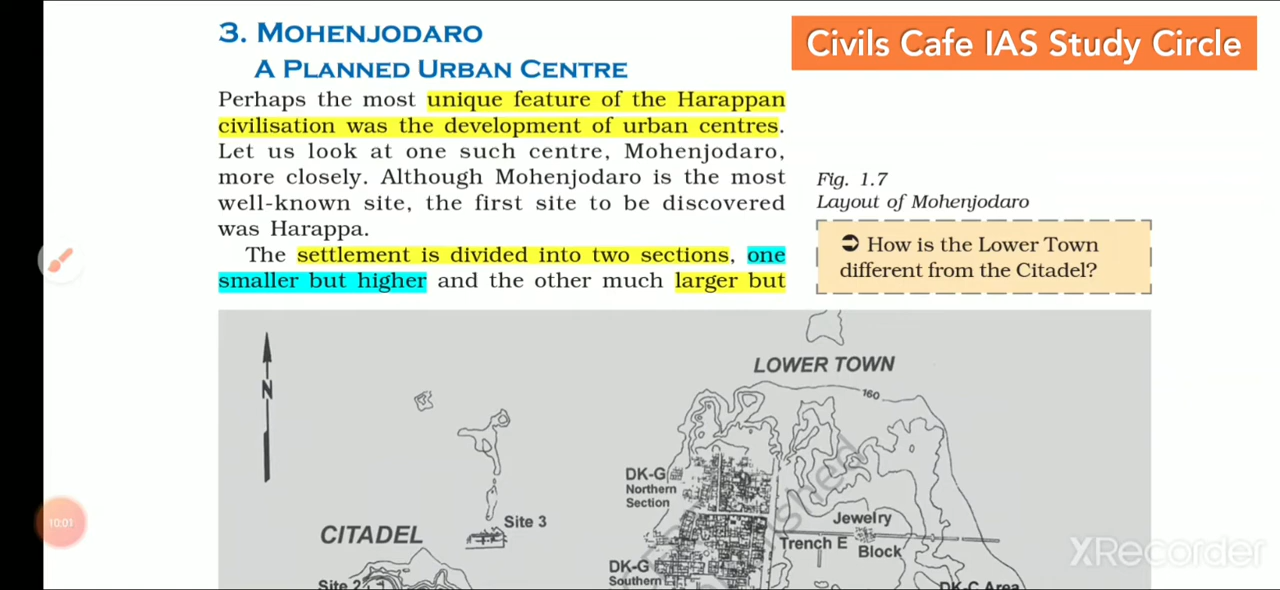 3. MOHENJODARO
A PLANNED URBAN CENTRE
Civils Cafe IAS Study Circle
Perhaps the most unique feature of the Harappan
civilisation was the development of urban centres.
Let us look at one such centre, Mohenjodaro,
more closely. Although Mohenjodaro is the most
well-known site, the first site to be discovered
was Harappa.
The settlement is divided into two sections, one
smaller but higher and the other much larger but
Fig. 1.7
Layout of Mohenjodaro
➲ How is the Lower Town
different from the Citadel?
N
LOWER TOWN
160
DK-G
Northern
Section
Site 3
CITADEL
Jewelry
Block
Trench E
DK-G
Southern
Site 2
DK-C Area
shed
10:01
XRecorder